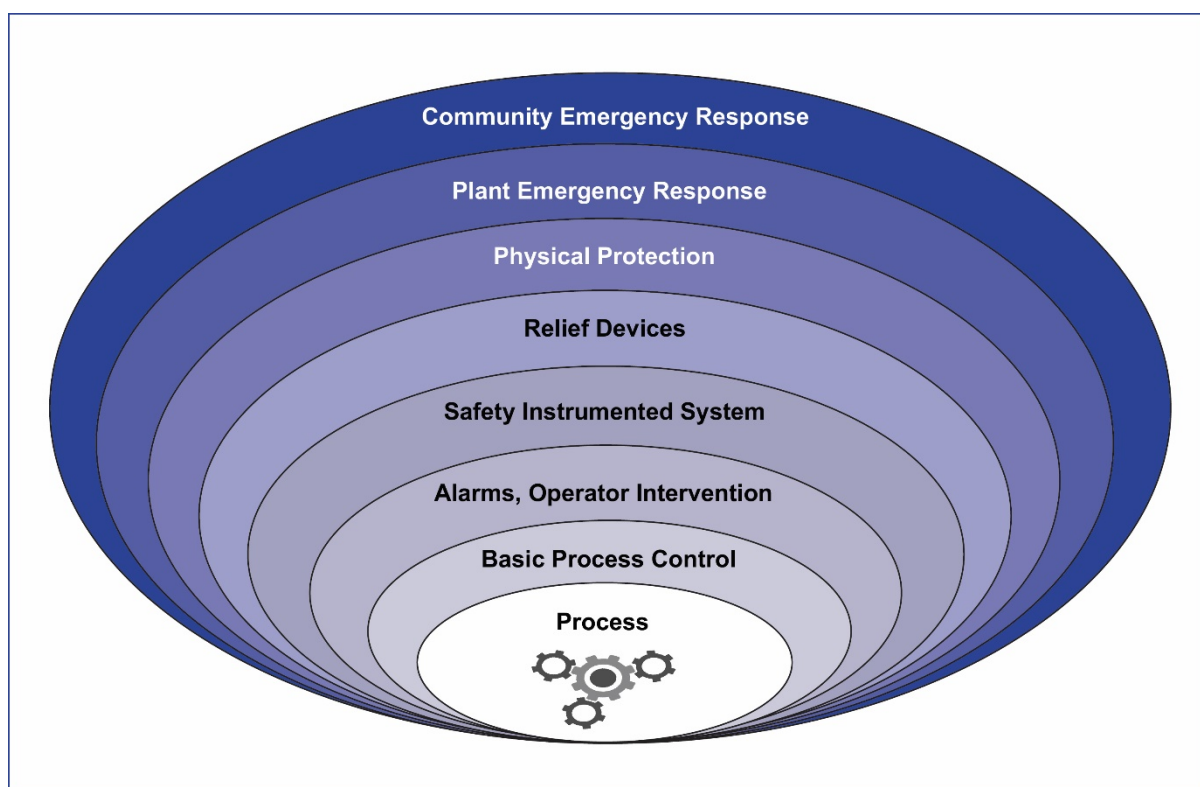 Community Emergency Response
Plant Emergency Response
Physical Protection
Relief Devices
Safety Instrumented System
Alarms, Operator Intervention
Basic Process Control
Process